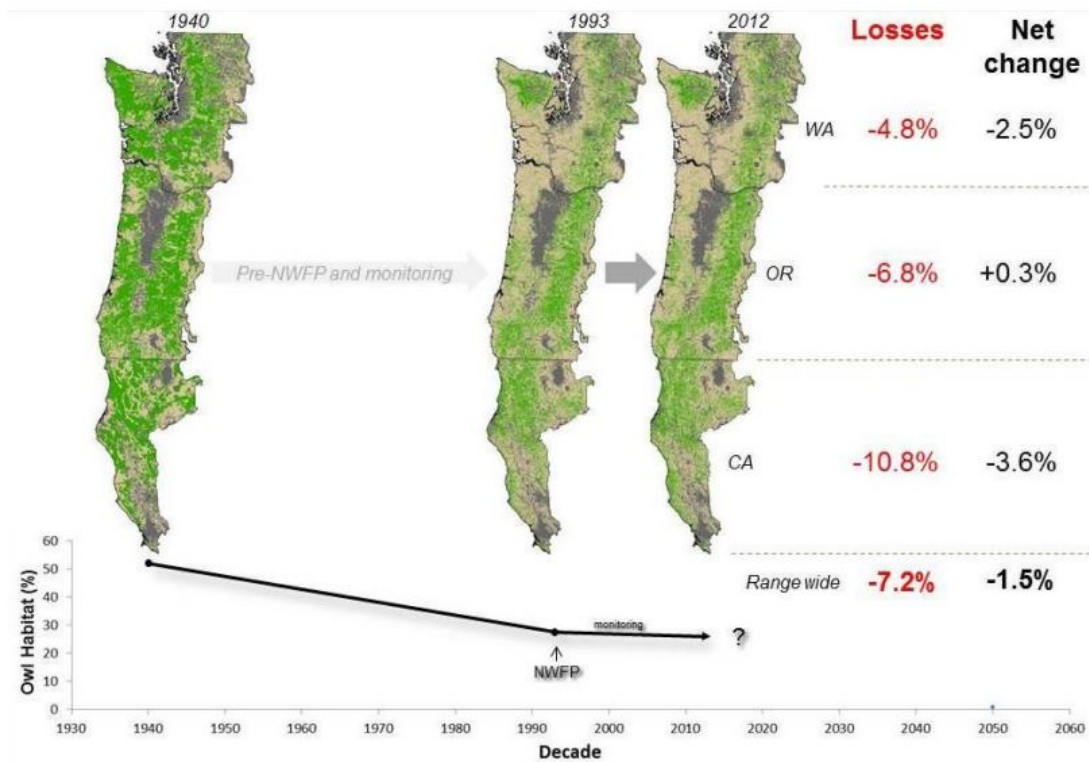 1940
1993
2012
Losses
Net
change
WA
-4.8%
-2.5%
Pre-NWFP and monitoring
OR
-6.8%
+0.3%
CA
-10.8%
-3.6%
Range wide
-7.2%
-1.5%
Owl Habitat (%)
60
50
40
30
20
10
0
monitoring
?
NWFP
1930
1940
1950
1960
1970
1980
1990
2000
2010
2020
2030
2040
2050
2060
Decade